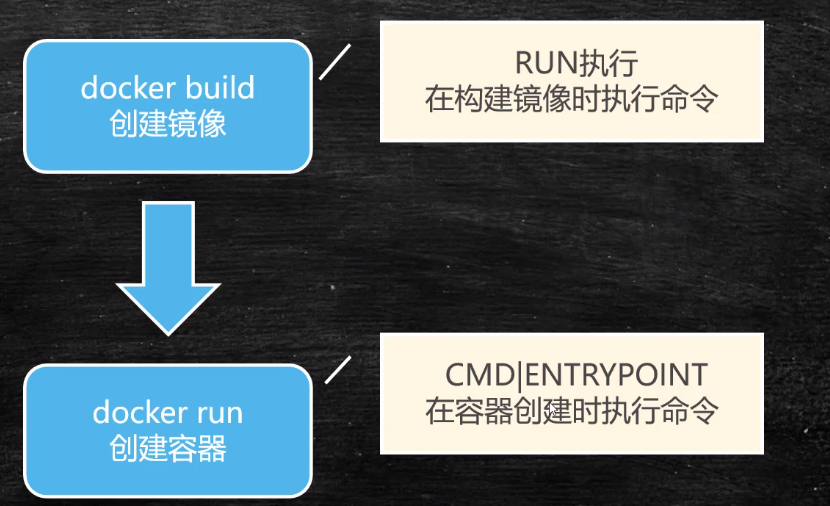 docker build
创建镜像
RUN执行
在构建镜像时执行命令
docker run
创建容器
CMD|ENTRYPOINT
在容器创建时执行命令